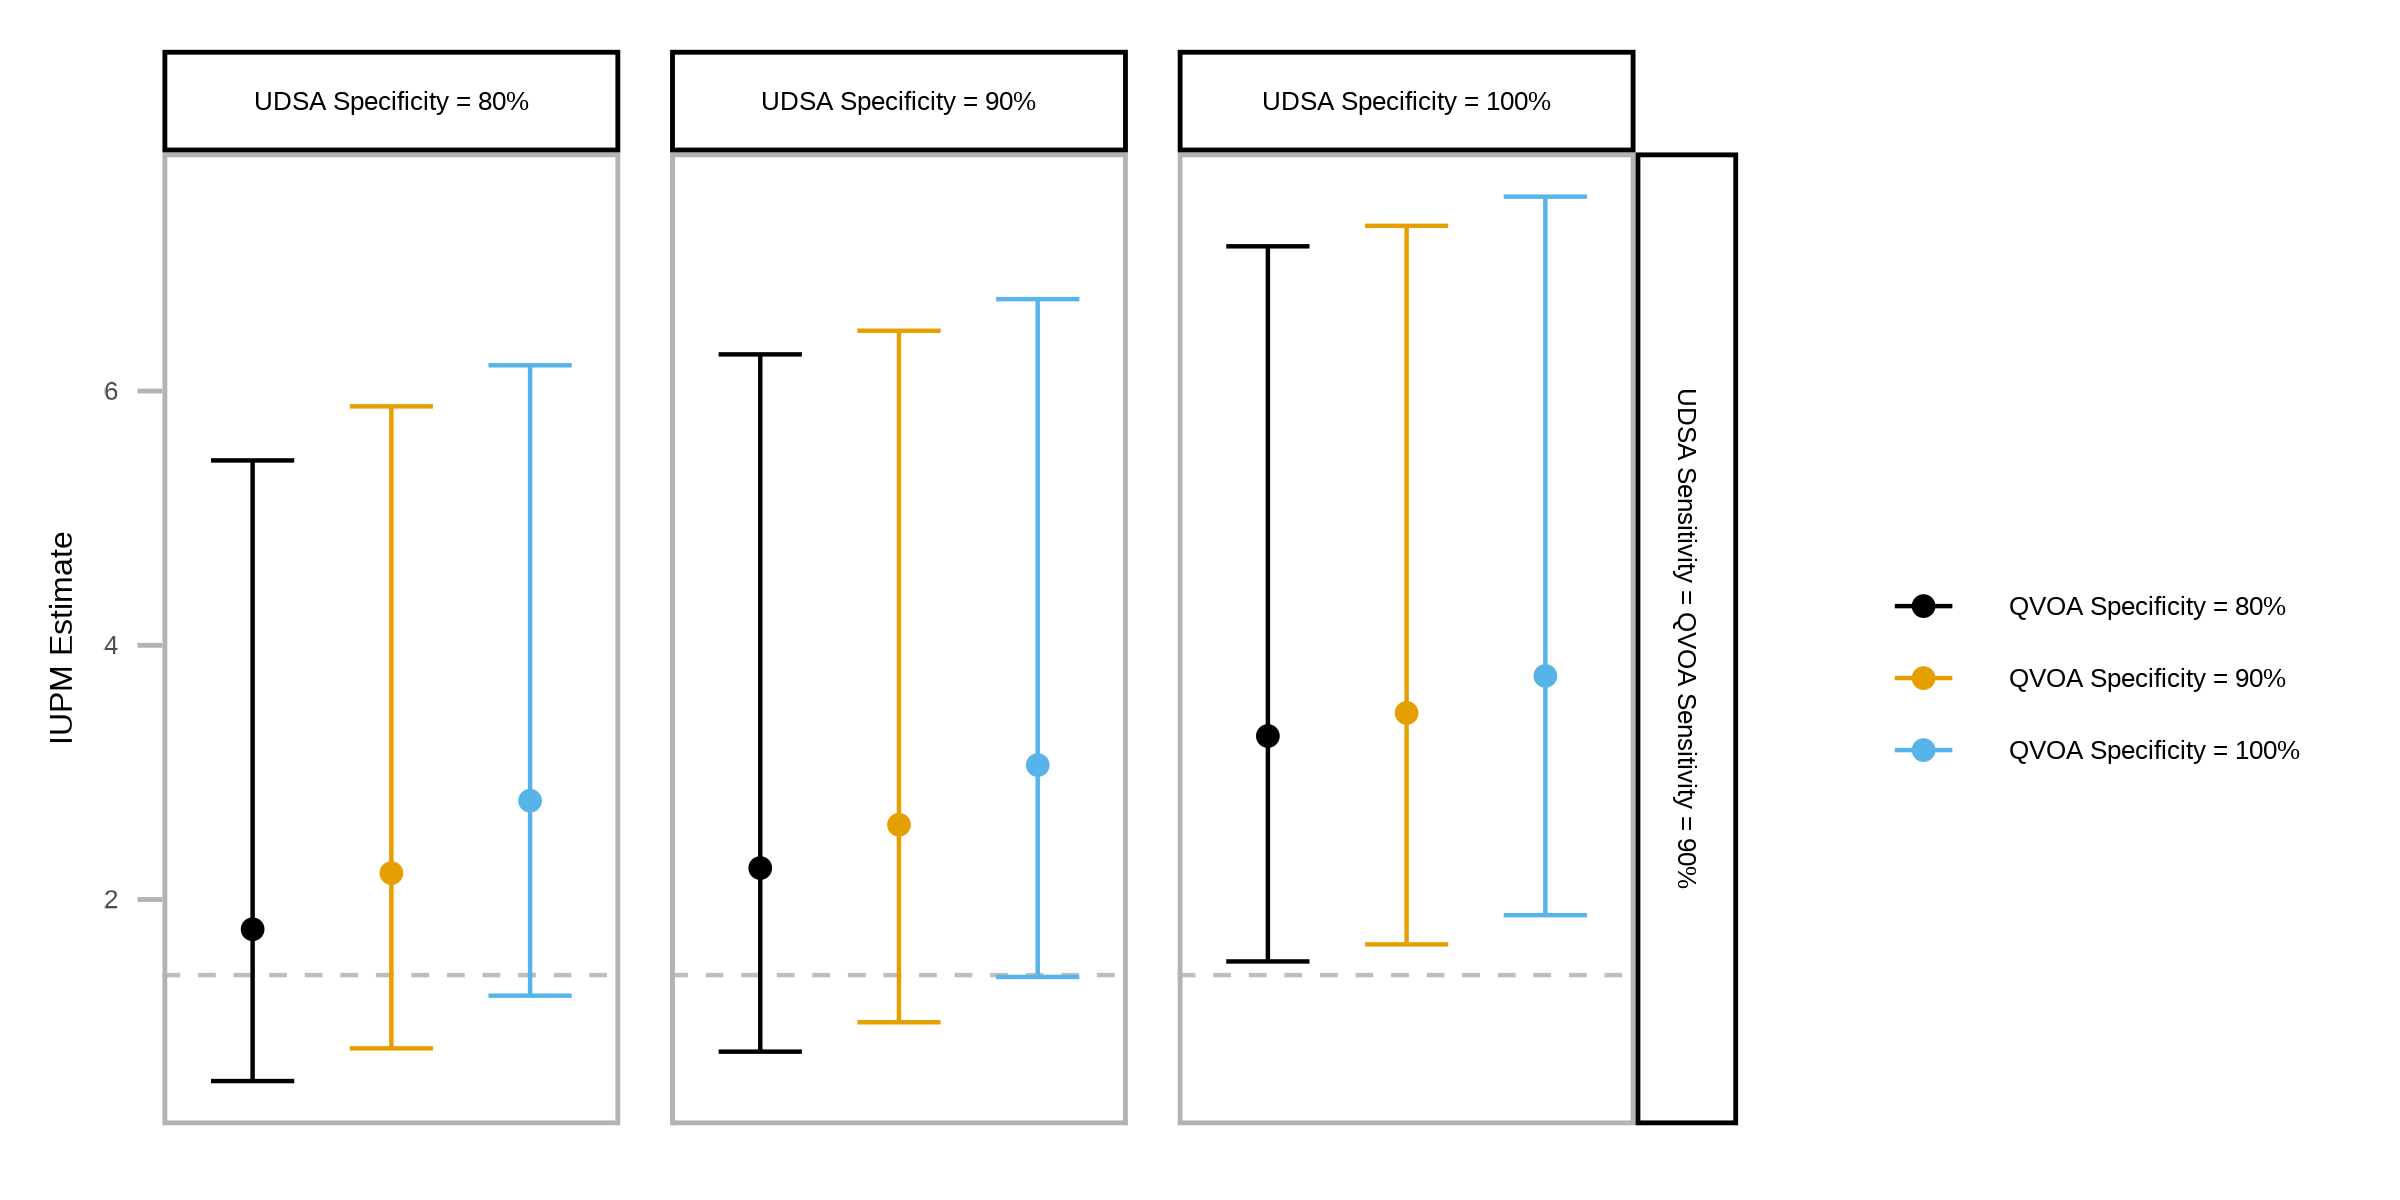 UDSA Specificity = 80%
UDSA Specificity = 90%
UDSA Specificity = 100%
IUPM Estimate
6
4
2
UDSA Sensitivity = QVOA Sensitivity = 90%
QVOA Specificity = 80%
QVOA Specificity = 90%
QVOA Specificity = 100%